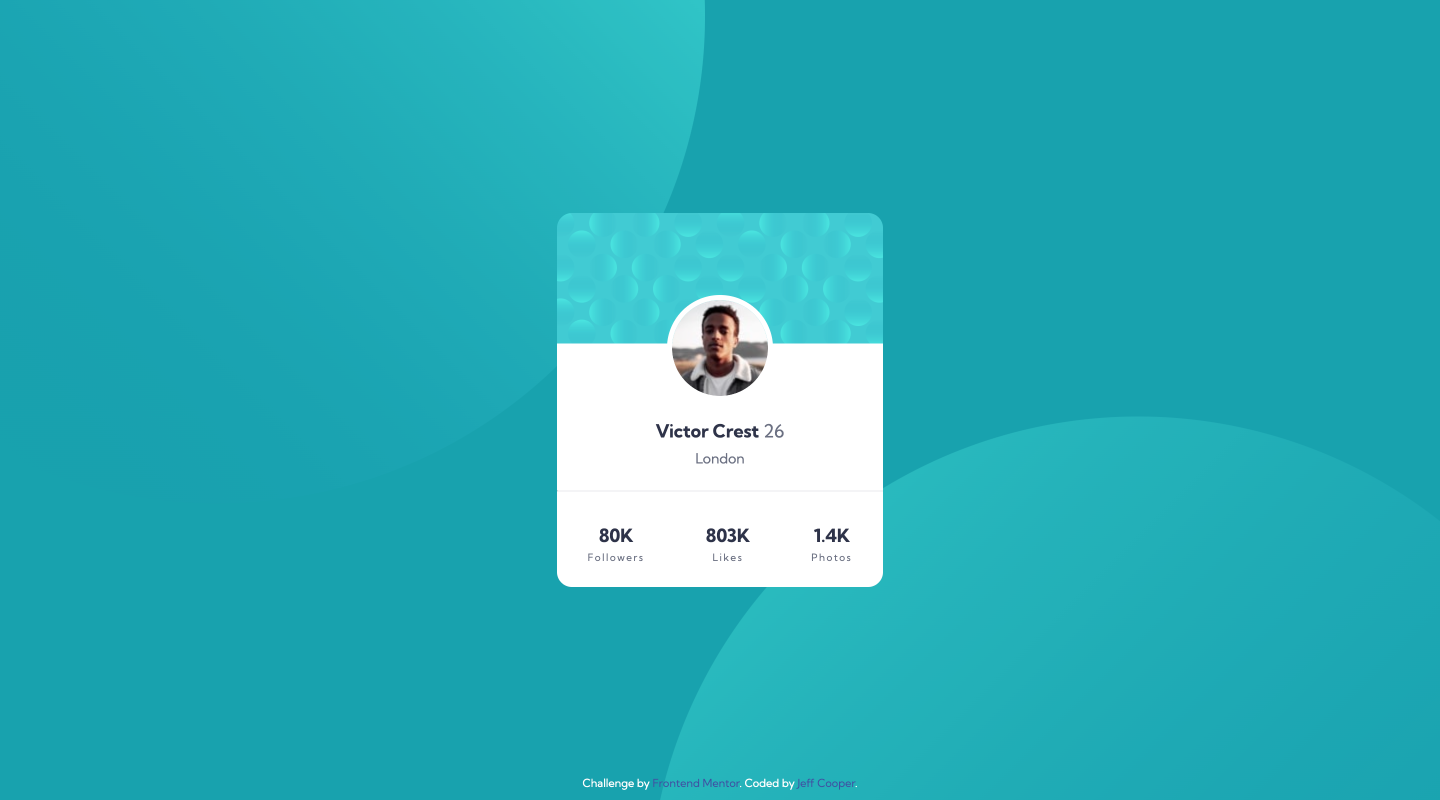 Victor Crest 26
London
80K 803K 1.4K
Followers Likes Photos
Challenge by Frontend Mentor. Coded by Jeff Cooper.